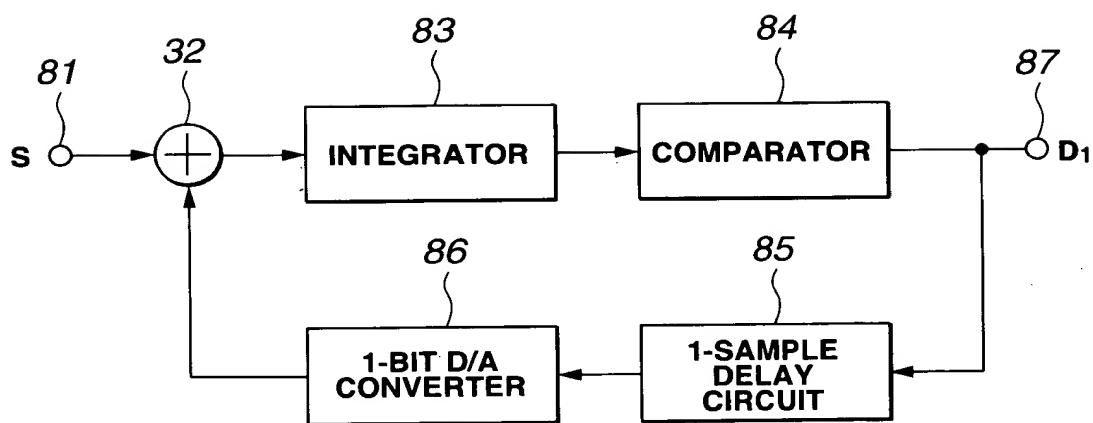 83
84
32
81
87
S
INTEGRATOR
COMPARATOR
D1
86
85
1-BIT D/A
CONVERTER
1-SAMPLE
DELAY
CIRCUIT